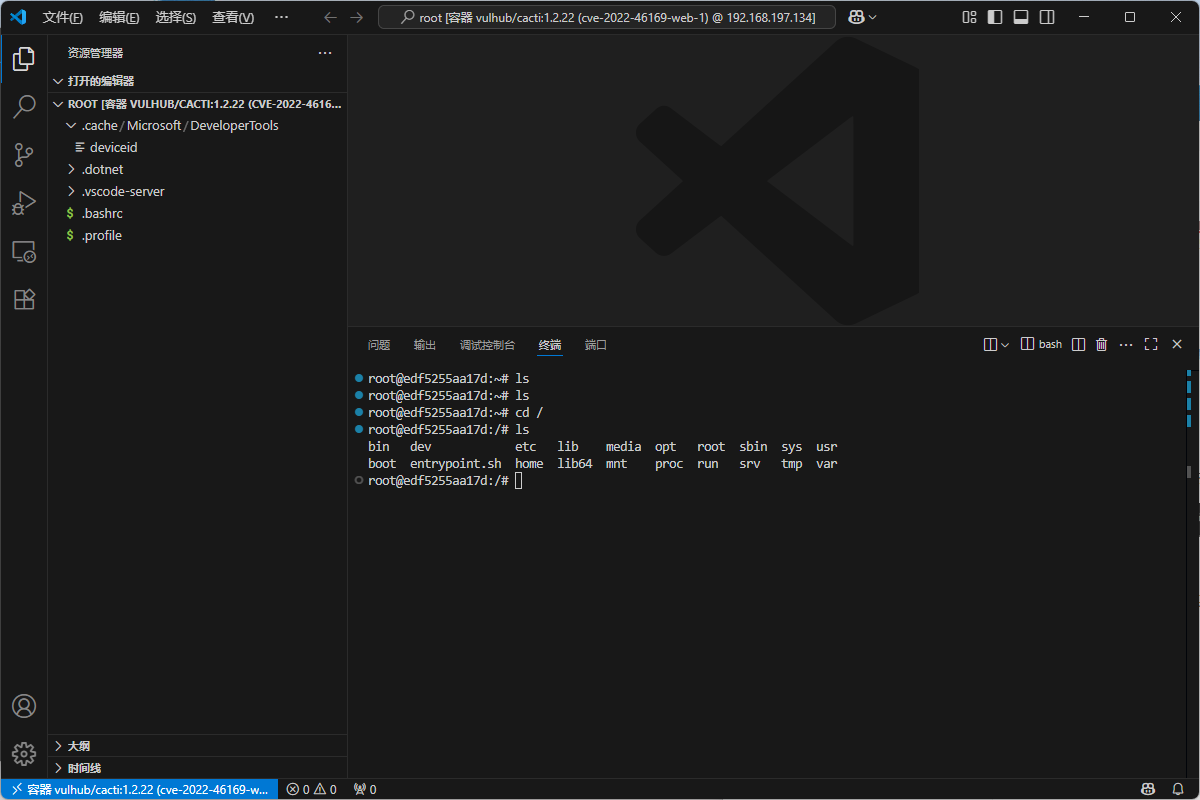 文件(F) 编辑(E) 选择(S) 查看(V) ··· root [容器 vulhub/cacti:1.2.22 (cve-2022-46169-web-1) @ 192.168.197.134]
资源管理器 ···
打开的编辑器
ROOT [容器 VULHUB/CACTI:1.2.22 (CVE-2022-4616...
.cache/Microsoft/DeveloperTools
deviceid
.dotnet
.vscode-server
$ .bashrc
$ .profile
问题 输出 调试控制台 终端 端口 bash ···
root@edf5255aa17d:~# ls
root@edf5255aa17d:~# ls
root@edf5255aa17d:~# cd /
root@edf5255aa17d:/# ls
bin dev etc lib media opt root sbin sys usr
boot entrypoint.sh home lib64 mnt proc run srv tmp var
root@edf5255aa17d:/#
大纲
时间线
容器 vulhub/cacti:1.2.22 (cve-2022-46169-w... 0 0 0